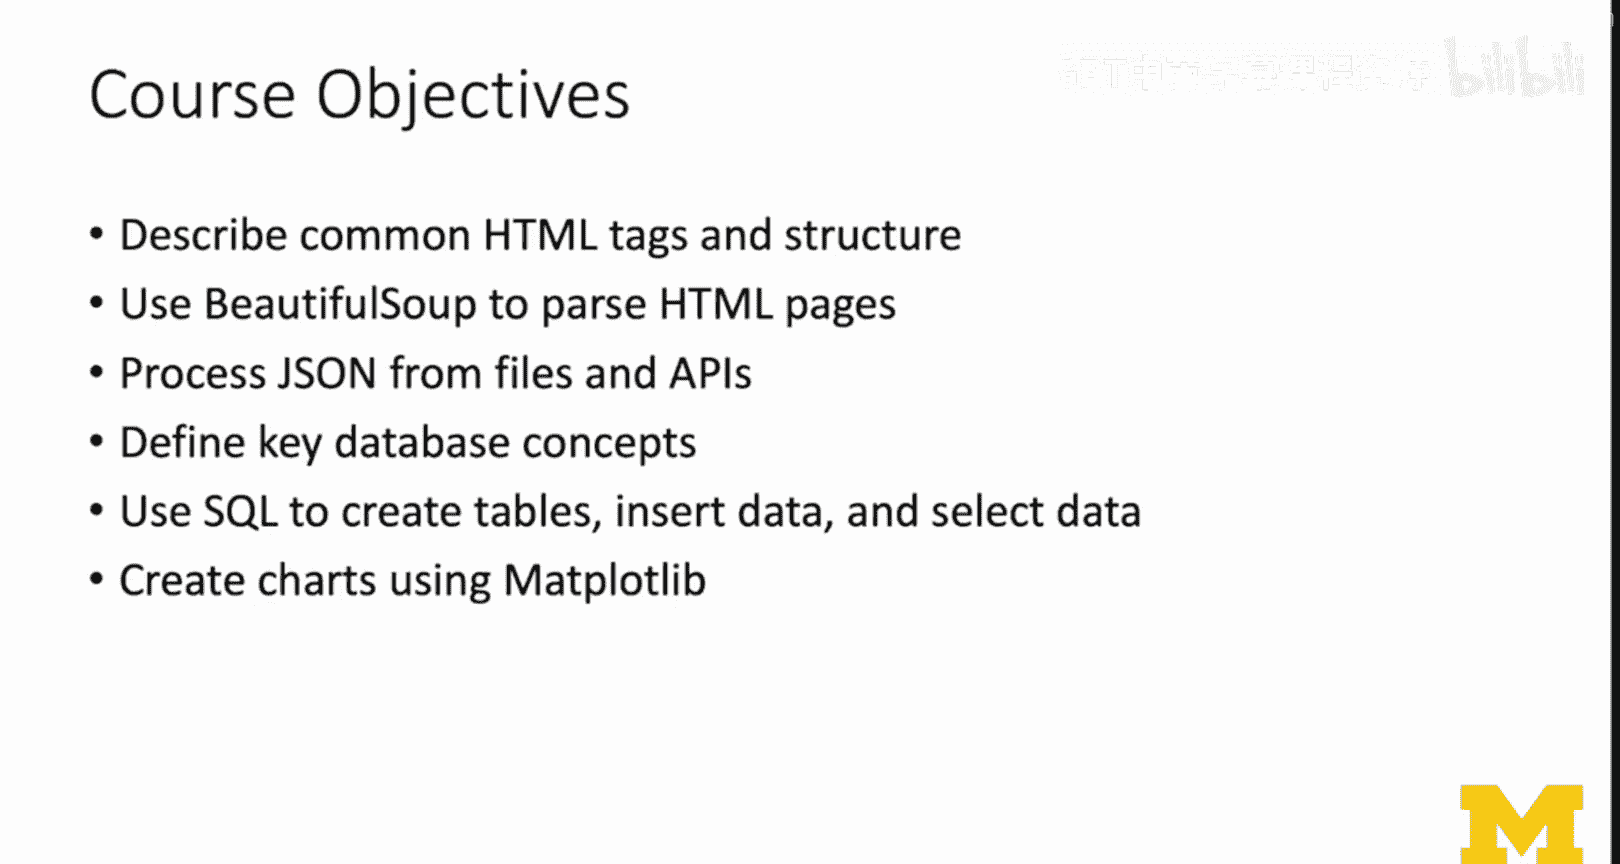 Course Objectives
bilibili
• Describe common HTML tags and structure
• Use BeautifulSoup to parse HTML pages
• Process JSON from files and APIs
• Define key database concepts
• Use SQL to create tables, insert data, and select data
• Create charts using Matplotlib
M